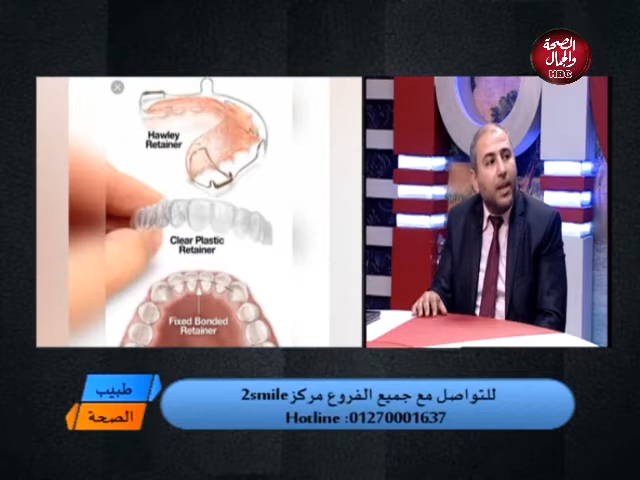 الصحة
والجمال
HBC
Hawley
Retainer
Clear Plastic
Retainer
Fixed Bonded
Retainer
طبيب
الصحة
للتواصل مع جميع الفروع مركز 2smile
Hotline :01270001637